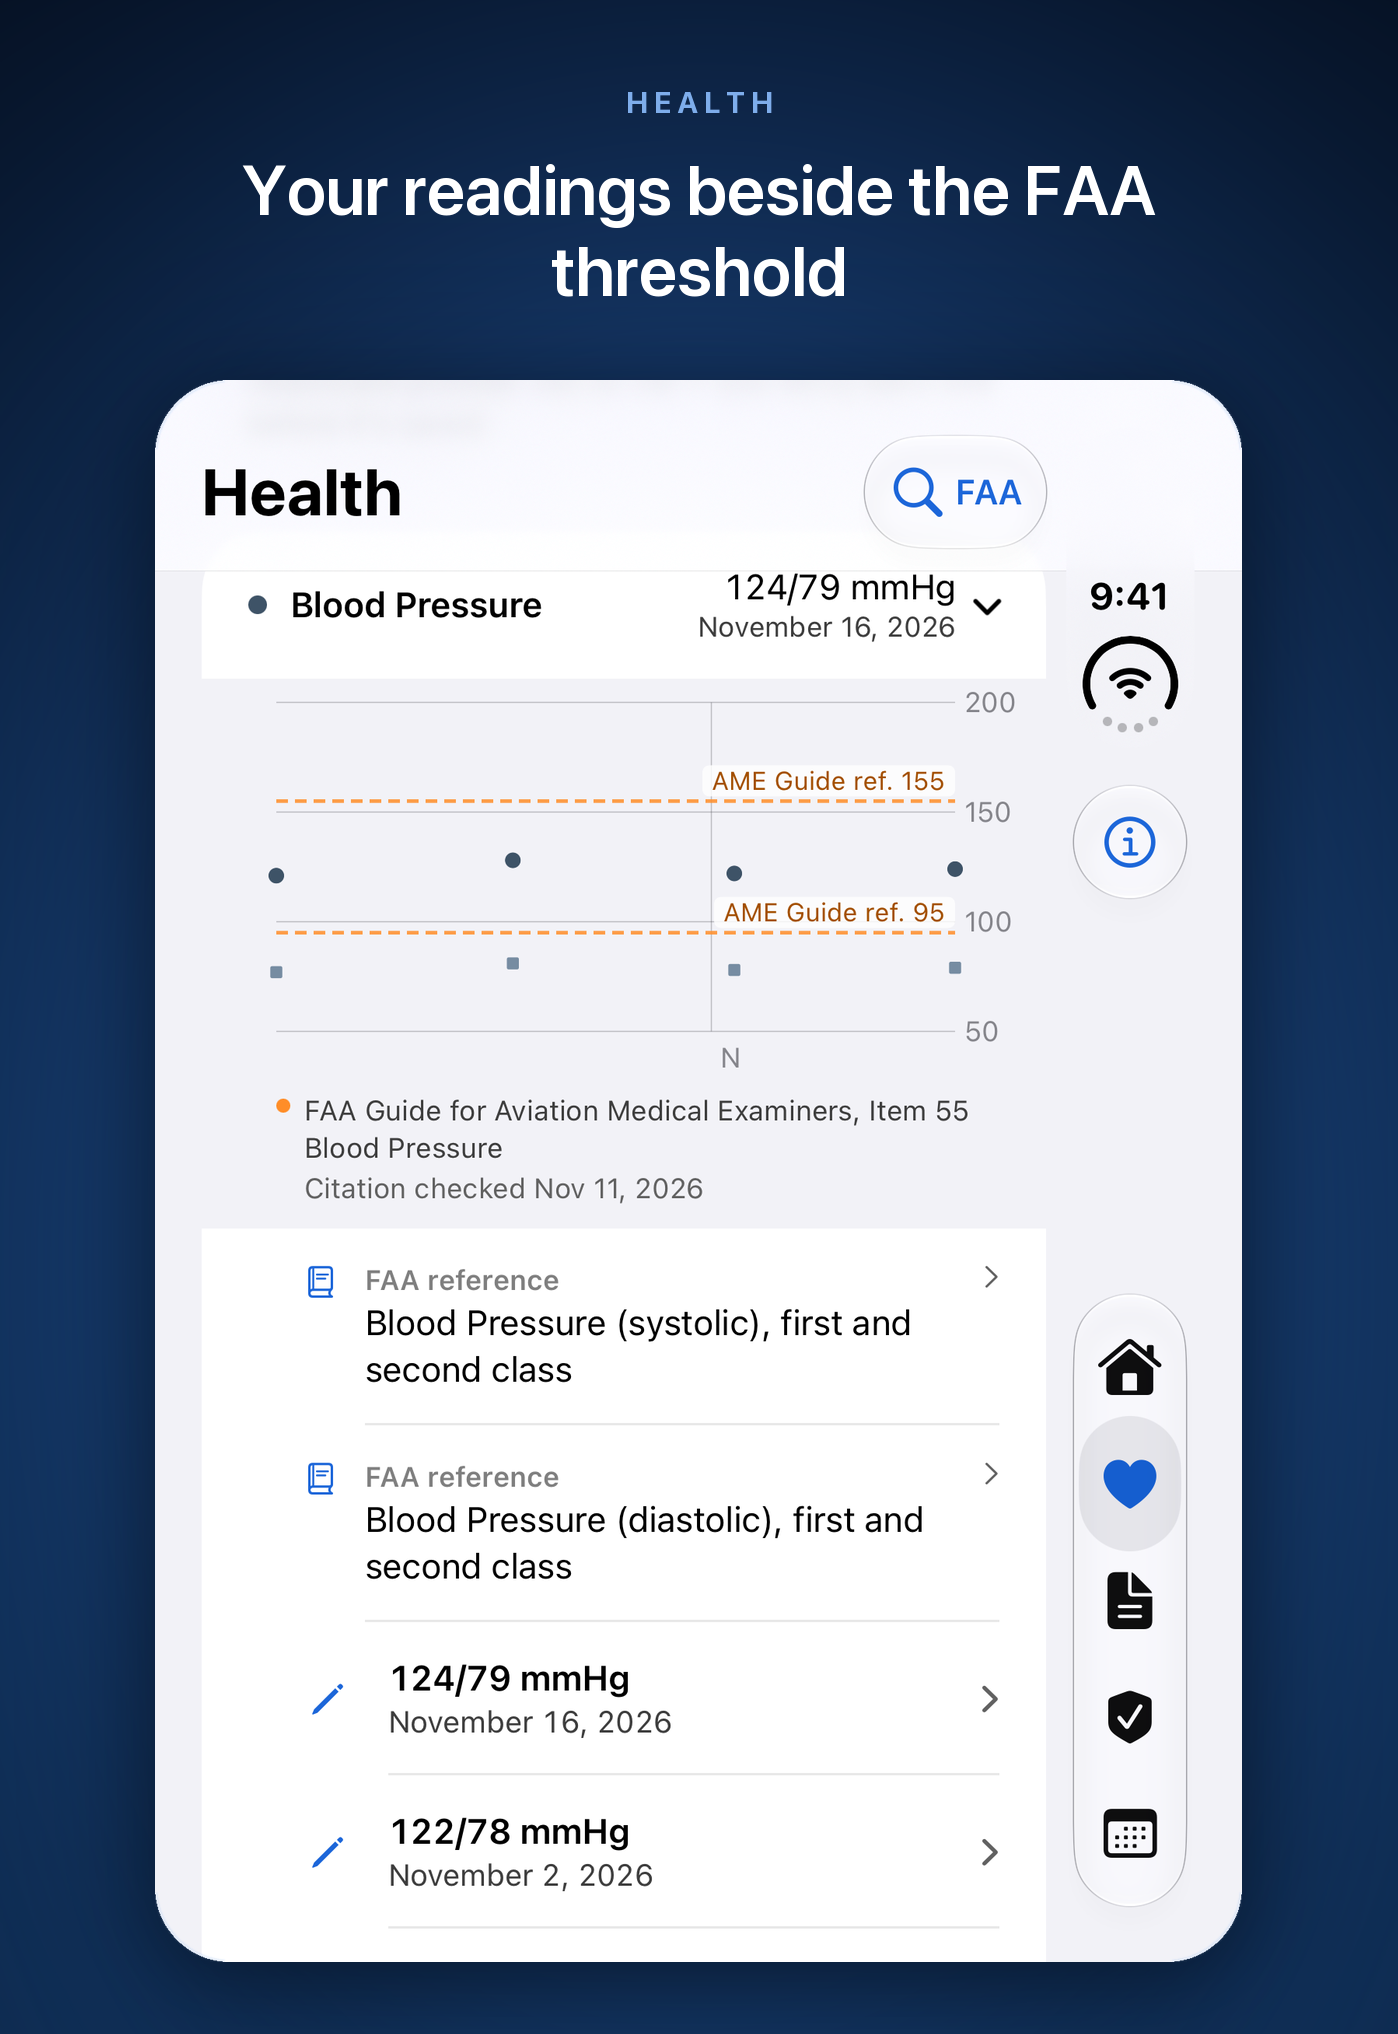 HEALTH
Your readings beside the FAA
threshold
Health
FAA
9:41
Blood Pressure
124/79 mmHg
November 16, 2026
200
AME Guide ref. 155
150
AME Guide ref. 95
100
50
N
FAA Guide for Aviation Medical Examiners, Item 55
Blood Pressure
Citation checked Nov 11, 2026
FAA reference
Blood Pressure (systolic), first and
second class
FAA reference
Blood Pressure (diastolic), first and
second class
124/79 mmHg
November 16, 2026
122/78 mmHg
November 2, 2026